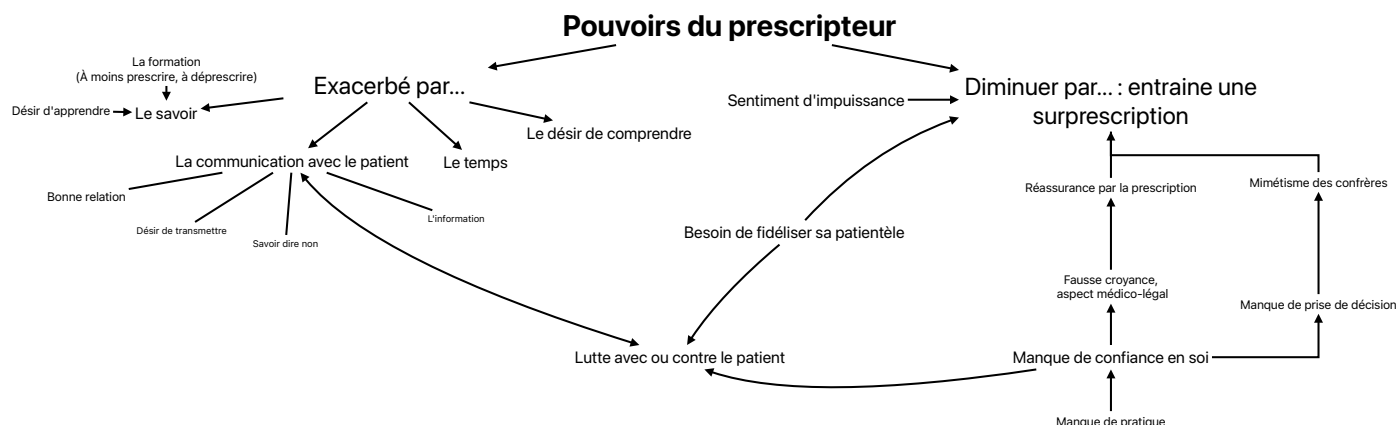 Pouvoirs du prescripteur
La formation
(À moins prescrire, à déprescrire)
Désir d'apprendre
Le savoir
Exacerbé par...
Le désir de comprendre
Le temps
La communication avec le patient
Bonne relation
Désir de transmettre
Savoir dire non
L'information
Sentiment d'impuissance
Diminuer par... : entraine une
surprescription
Réassurance par la prescription
Mimétisme des confrères
Besoin de fidéliser sa patientèle
Fausse croyance,
aspect médico-légal
Manque de prise de décision
Lutte avec ou contre le patient
Manque de confiance en soi
Manque de pratique